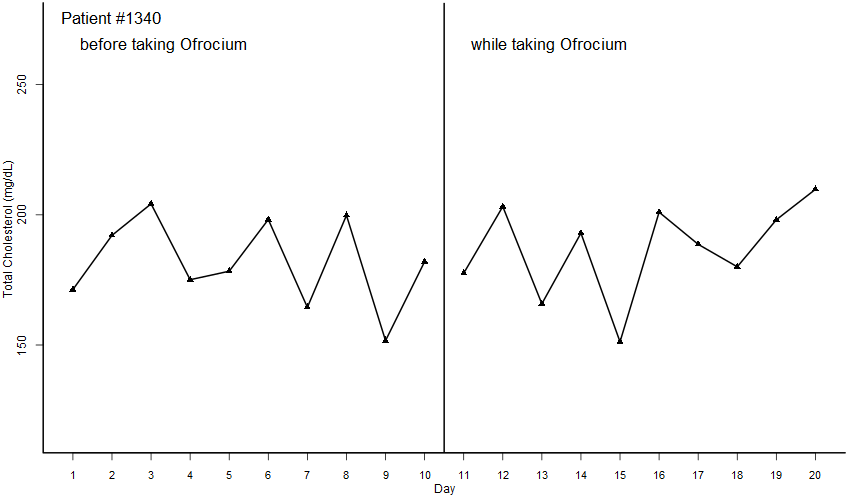 Patient #1340
before taking Ofrocium
while taking Ofrocium
Total Cholesterol (mg/dL)
250
200
150
1 2 3 4 5 6 7 8 9 10 11 12 13 14 15 16 17 18 19 20
Day